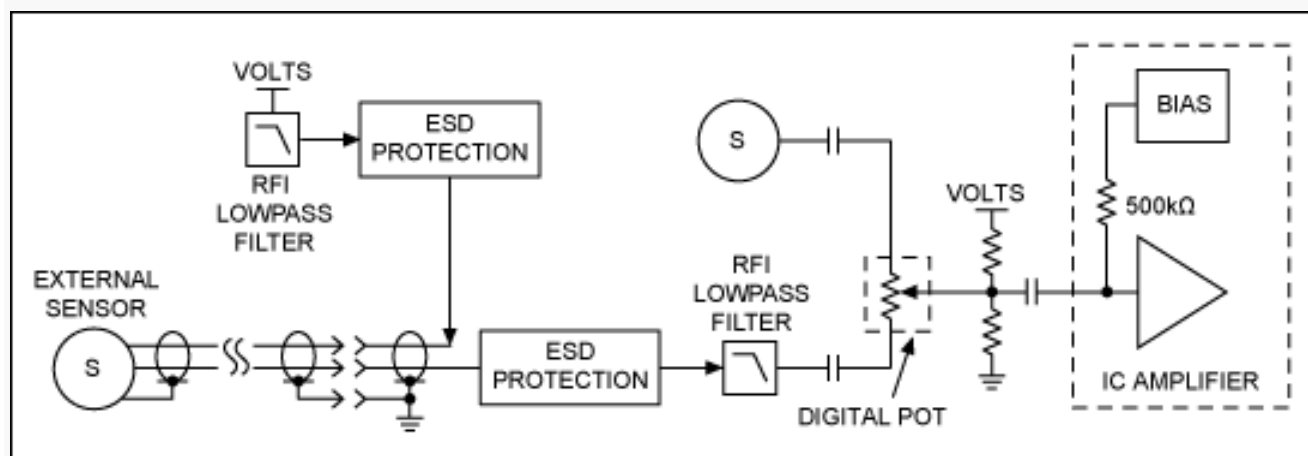 VOLTS
ESD
PROTECTION
RFI
LOWPASS
FILTER
EXTERNAL
SENSOR
S
ESD
PROTECTION
RFI
LOWPASS
FILTER
S
DIGITAL POT
VOLTS
BIAS
500kΩ
IC AMPLIFIER